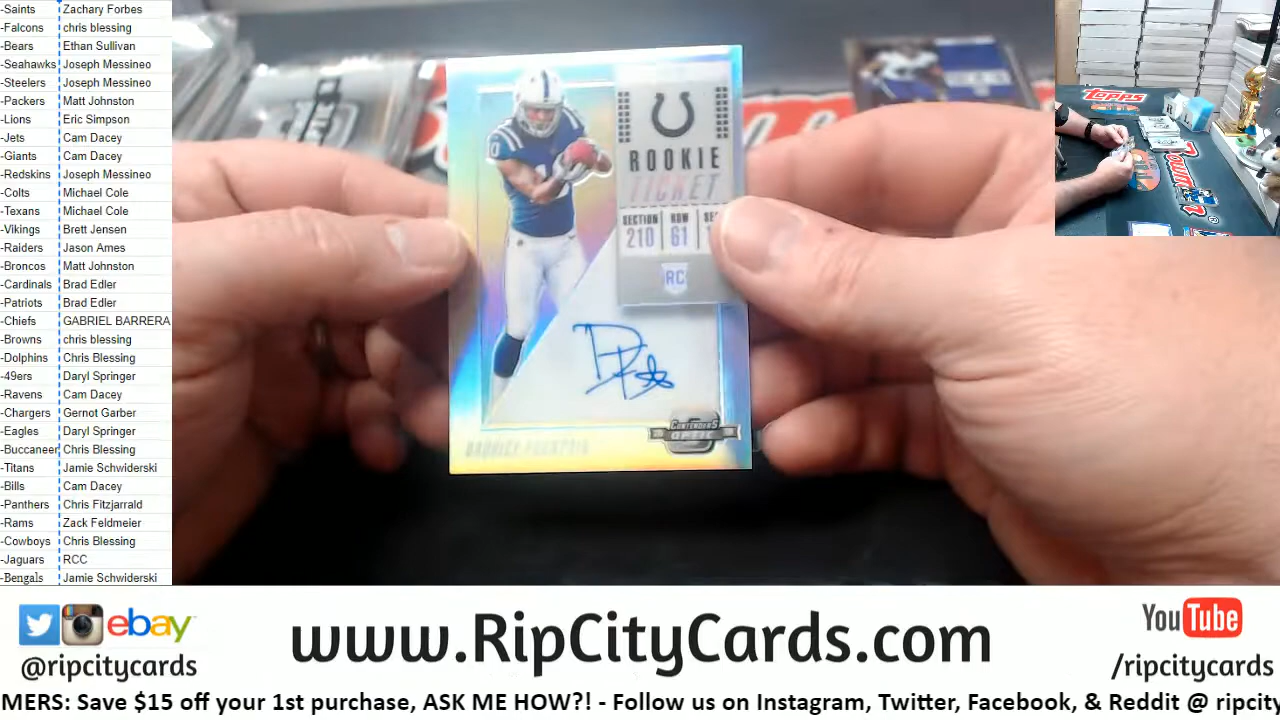 -Saints Zachary Forbes
-Falcons chris blessing
-Bears Ethan Sullivan
-Seahawks Joseph Messineo
-Steelers Joseph Messineo
-Packers Matt Johnston
-Lions Eric Simpson
-Jets Cam Dacey
-Giants Cam Dacey
-Redskins Joseph Messineo
-Colts Michael Cole
-Texans Michael Cole
-Vikings Brett Jensen
-Raiders Jason Ames
-Broncos Matt Johnston
-Cardinals Brad Edler
-Patriots Brad Edler
-Chiefs GABRIEL BARRERA
-Browns chris blessing
-Dolphins Chris Blessing
-49ers Daryl Springer
-Ravens Cam Dacey
-Chargers Gernot Garber
-Eagles Daryl Springer
-Buccaneer Chris Blessing
-Titans Jamie Schwiderski
-Bills Cam Dacey
-Panthers Chris Fitzjarrald
-Rams Zack Feldmeier
-Cowboys Chris Blessing
-Jaguars RCC
-Bengals Jamie Schwiderski
ROOKIE
TICKET
SECTION ROW SE
210 61
RC
CONTENDERS
OPTIC
topps
ebay
@ripcitycards
www.RipCityCards.com
YouTube
/ripcitycards
MERS: Save $15 off your 1st purchase, ASK ME HOW?! - Follow us on Instagram, Twitter, Facebook, & Reddit @ ripcity